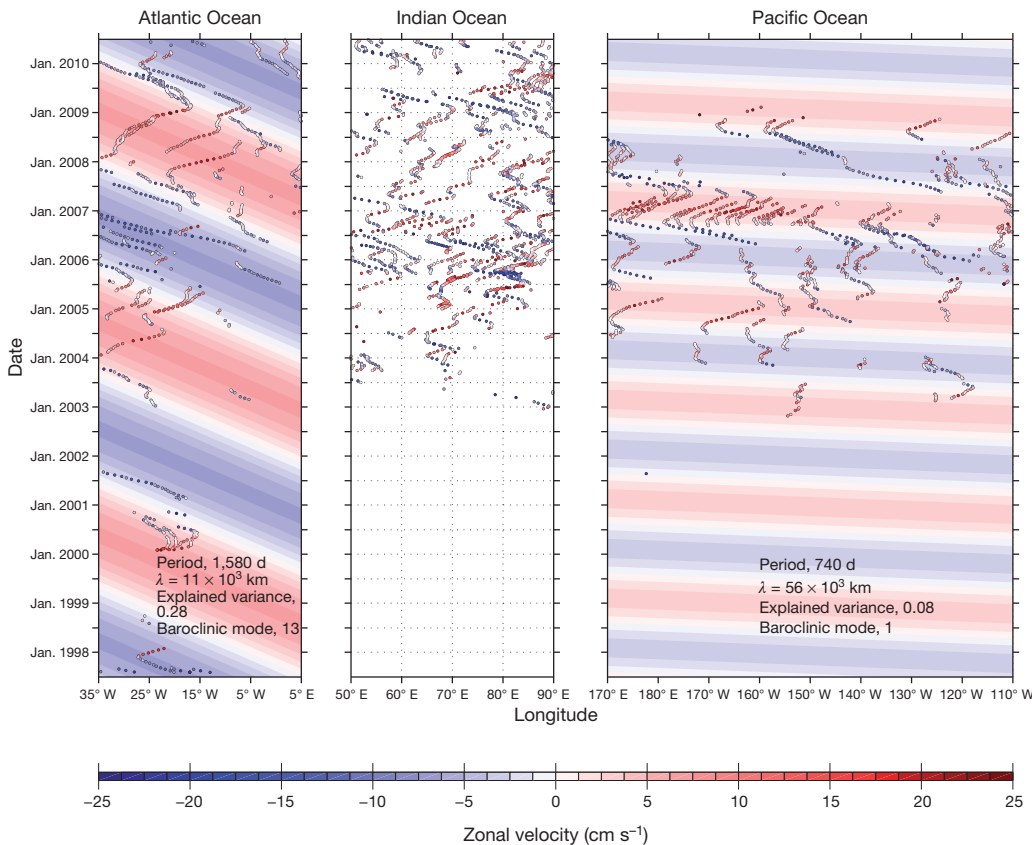 Atlantic Ocean
Indian Ocean
Pacific Ocean
Date
Jan. 2010
Jan. 2009
Jan. 2008
Jan. 2007
Jan. 2006
Jan. 2005
Jan. 2004
Jan. 2003
Jan. 2002
Jan. 2001
Jan. 2000
Jan. 1999
Jan. 1998
Period, 1,580 d
λ = 11 × 10³ km
Explained variance,
0.28
Baroclinic mode, 13
Period, 740 d
λ = 56 × 10³ km
Explained variance, 0.08
Baroclinic mode, 1
35 25 15 5° W 5° E
50° E 60° E 70° E 80° E 90° E
170° E 180° W 170° W 160° W 150° W 140° W 130° W 120° W 110° W
Longitude
−25 −20 −15 −10 −5 0 5 10 15 20 25
Zonal velocity (cm s⁻¹)